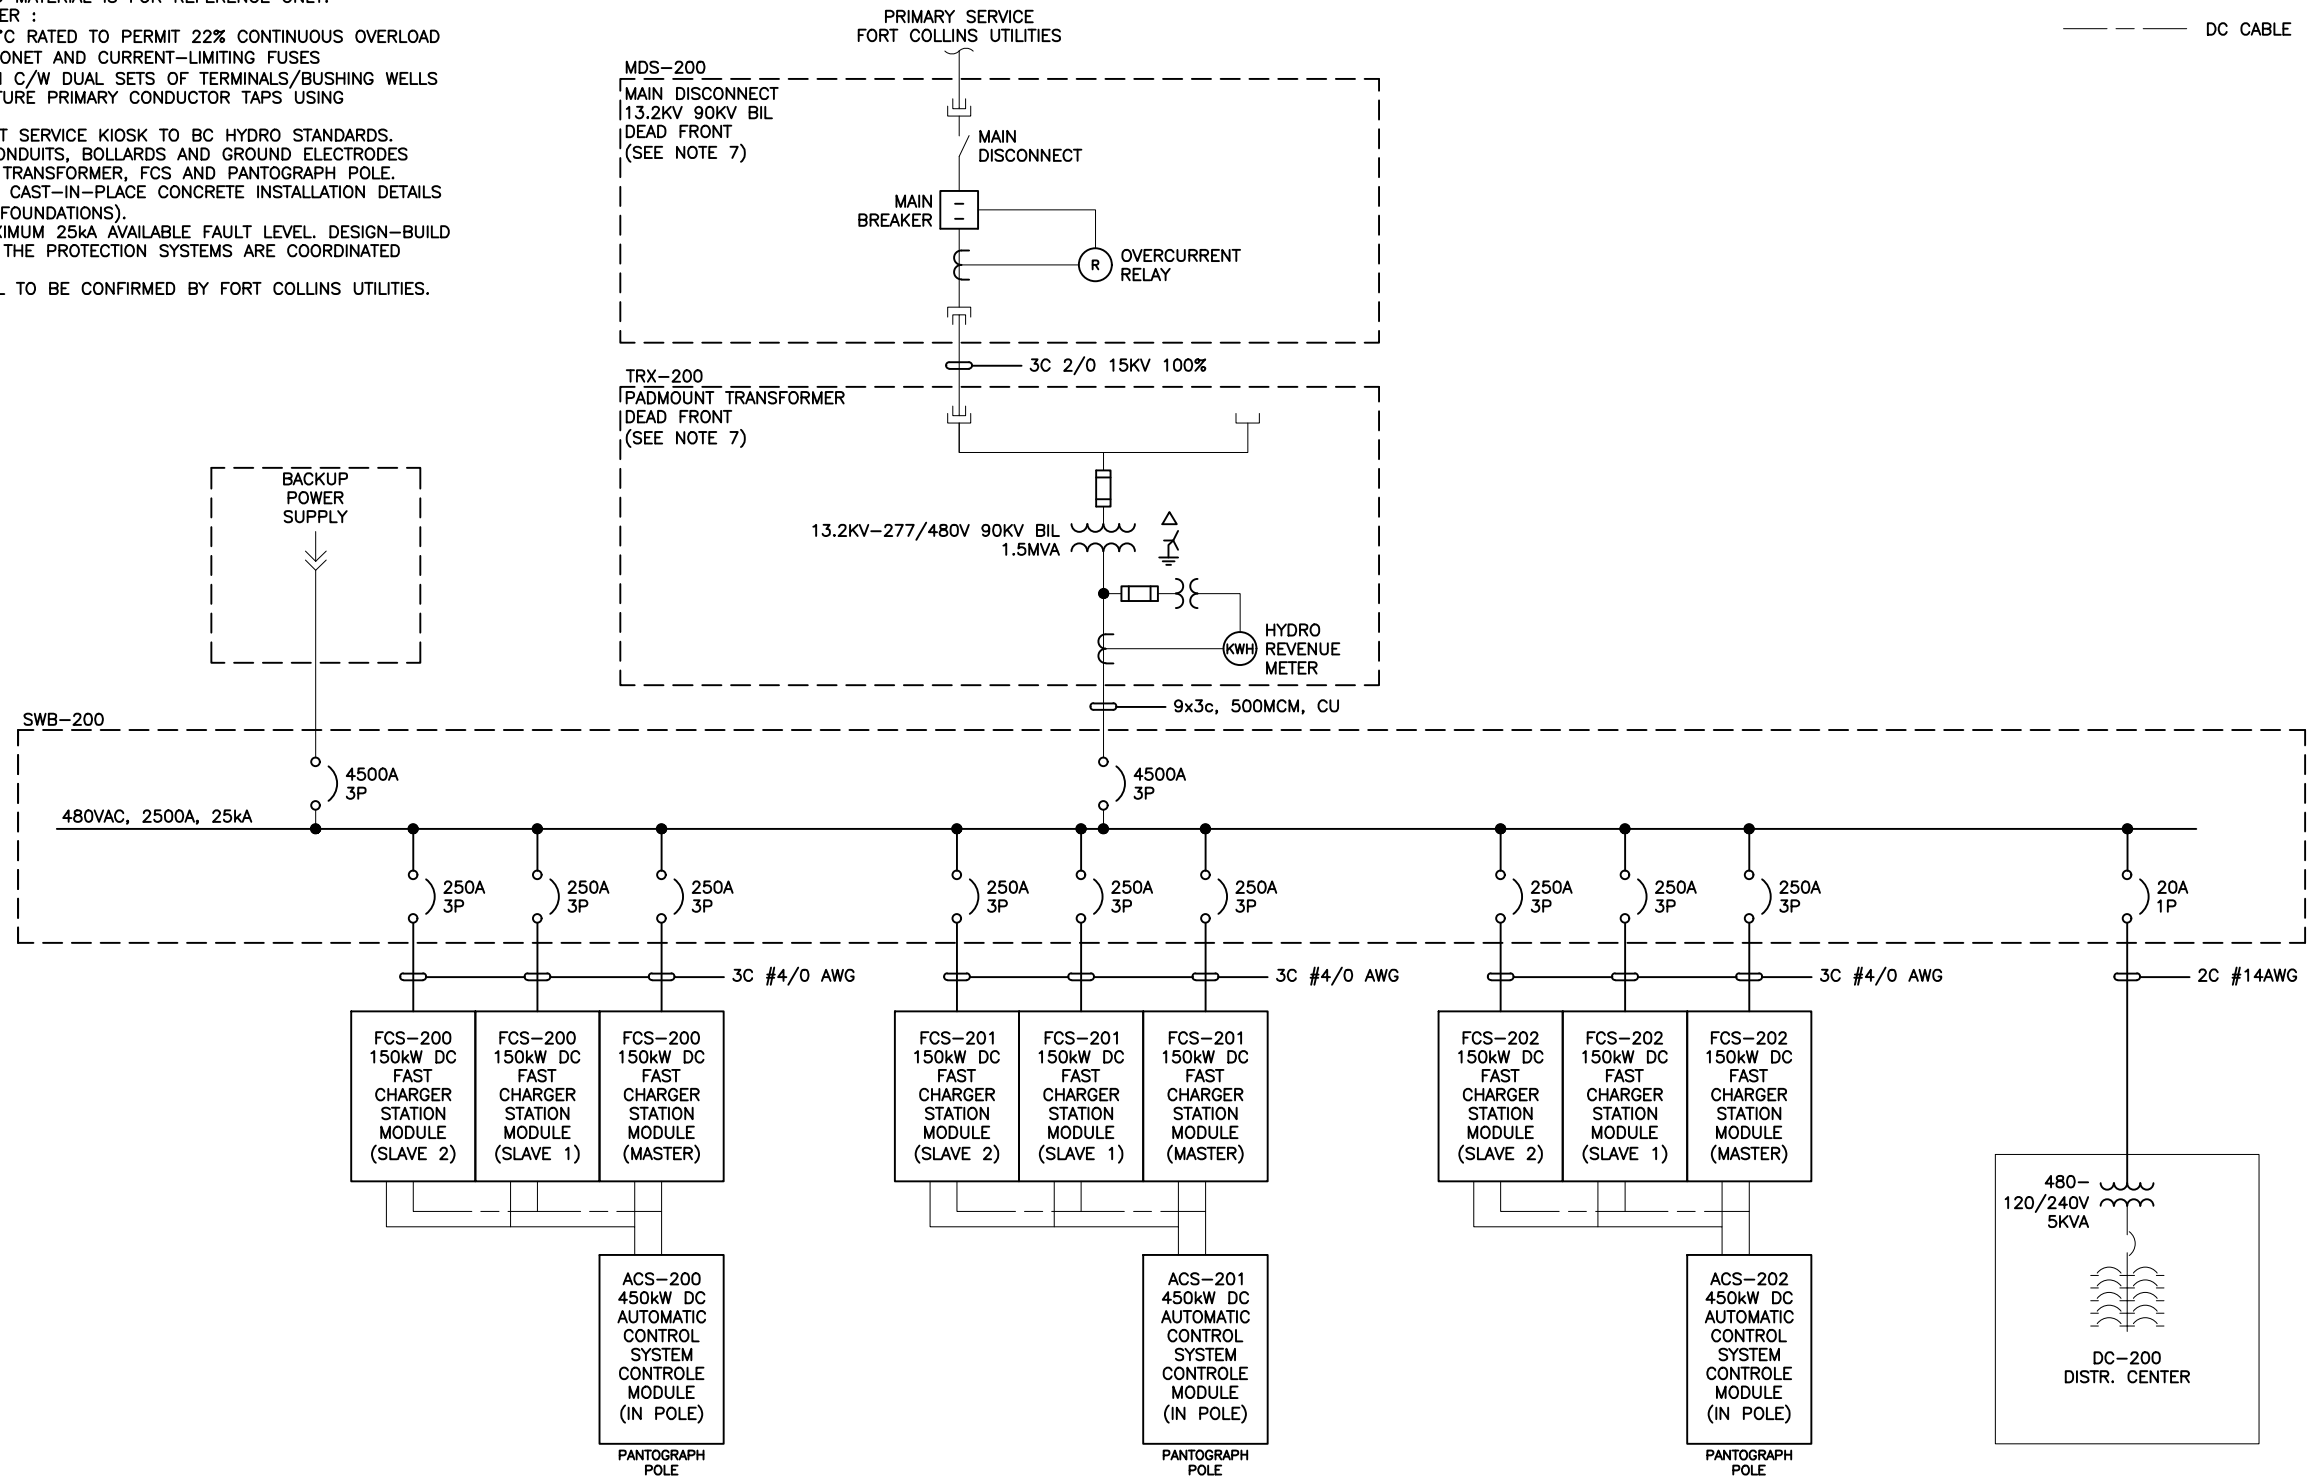 MATERIAL IS FOR REFERENCE ONLY.
ER :
°C RATED TO PERMIT 22% CONTINUOUS OVERLOAD
ONET AND CURRENT-LIMITING FUSES
C/W DUAL SETS OF TERMINALS/BUSHING WELLS
TURE PRIMARY CONDUCTOR TAPS USING
T SERVICE KIOSK TO BC HYDRO STANDARDS.
ONDUITS, BOLLARDS AND GROUND ELECTRODES
TRANSFORMER, FCS AND PANTOGRAPH POLE.
CAST-IN-PLACE CONCRETE INSTALLATION DETAILS
FOUNDATIONS).
XIMUM 25kA AVAILABLE FAULT LEVEL. DESIGN-BUILD
THE PROTECTION SYSTEMS ARE COORDINATED
L TO BE CONFIRMED BY FORT COLLINS UTILITIES.
PRIMARY SERVICE
FORT COLLINS UTILITIES
DC CABLE
MDS-200
MAIN DISCONNECT
13.2KV 90KV BIL
DEAD FRONT
(SEE NOTE 7)
MAIN
DISCONNECT
MAIN
BREAKER
R
OVERCURRENT
RELAY
3C 2/0 15KV 100%
TRX-200
PADMOUNT TRANSFORMER
DEAD FRONT
(SEE NOTE 7)
13.2KV-277/480V 90KV BIL
1.5MVA
KWH
HYDRO
REVENUE
METER
9x3c, 500MCM, CU
BACKUP
POWER
SUPPLY
SWB-200
4500A
3P
4500A
3P
480VAC, 2500A, 25kA
250A
3P
250A
3P
250A
3P
250A
3P
250A
3P
250A
3P
250A
3P
250A
3P
250A
3P
20A
1P
3C #4/0 AWG
3C #4/0 AWG
3C #4/0 AWG
2C #14AWG
FCS-200
150kW DC
FAST
CHARGER
STATION
MODULE
(SLAVE 2)
FCS-200
150kW DC
FAST
CHARGER
STATION
MODULE
(SLAVE 1)
FCS-200
150kW DC
FAST
CHARGER
STATION
MODULE
(MASTER)
FCS-201
150kW DC
FAST
CHARGER
STATION
MODULE
(SLAVE 2)
FCS-201
150kW DC
FAST
CHARGER
STATION
MODULE
(SLAVE 1)
FCS-201
150kW DC
FAST
CHARGER
STATION
MODULE
(MASTER)
FCS-202
150kW DC
FAST
CHARGER
STATION
MODULE
(SLAVE 2)
FCS-202
150kW DC
FAST
CHARGER
STATION
MODULE
(SLAVE 1)
FCS-202
150kW DC
FAST
CHARGER
STATION
MODULE
(MASTER)
ACS-200
450kW DC
AUTOMATIC
CONTROL
SYSTEM
CONTROLE
MODULE
(IN POLE)
PANTOGRAPH
POLE
ACS-201
450kW DC
AUTOMATIC
CONTROL
SYSTEM
CONTROLE
MODULE
(IN POLE)
PANTOGRAPH
POLE
ACS-202
450kW DC
AUTOMATIC
CONTROL
SYSTEM
CONTROLE
MODULE
(IN POLE)
PANTOGRAPH
POLE
480-
120/240V
5KVA
DC-200
DISTR. CENTER